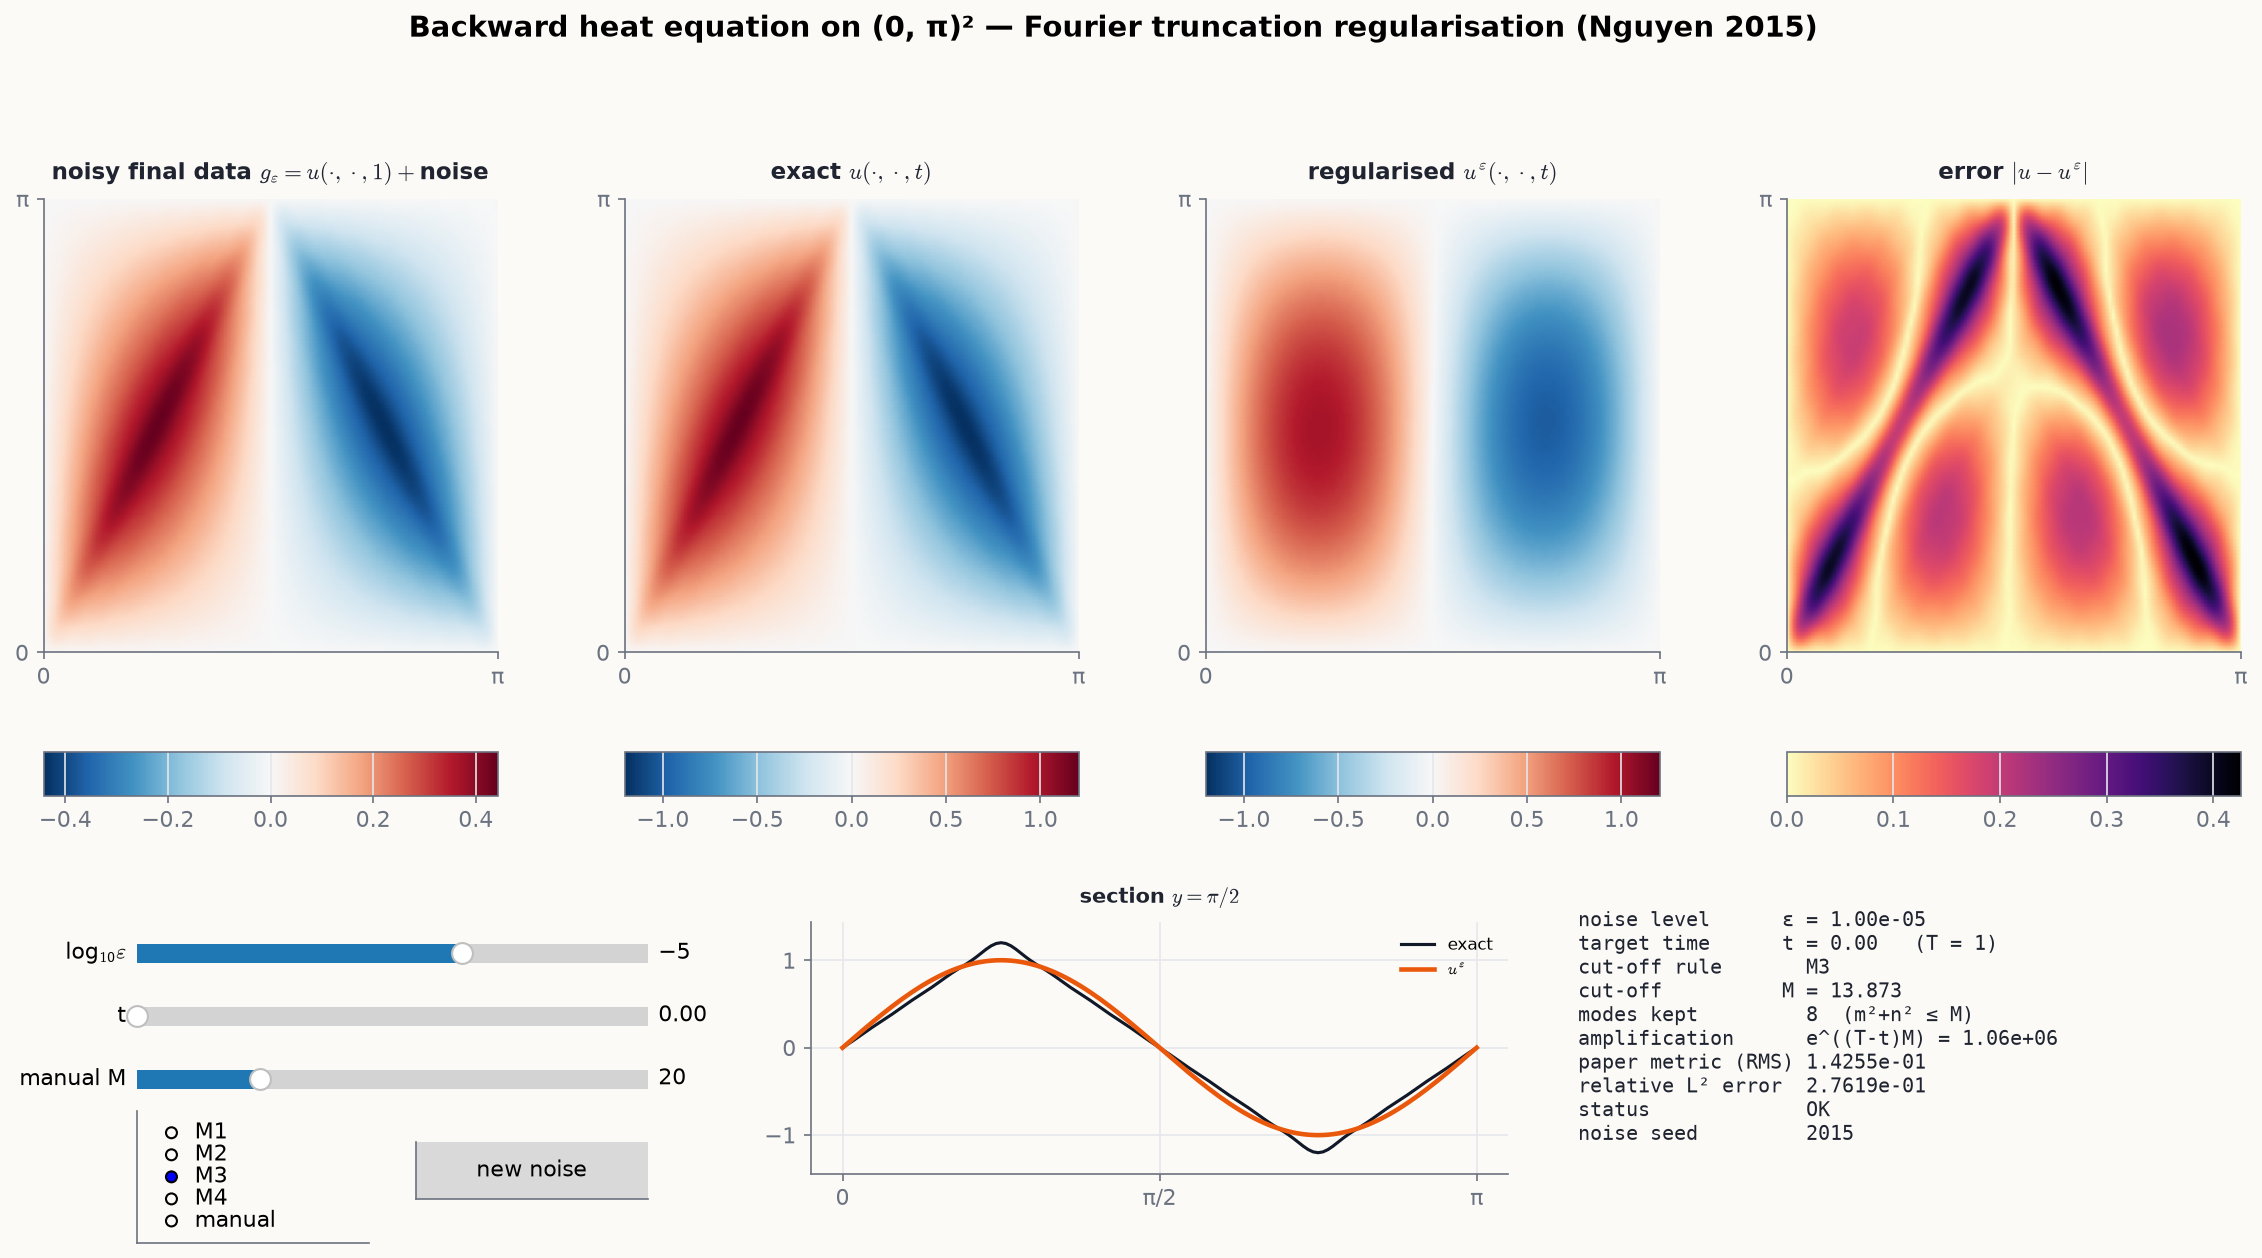 Backward heat equation on (0, π)² — Fourier truncation regularisation (Nguyen 2015)
noisy final data gε = u(·, ·, 1) + noise
exact u(·, ·, t)
regularised uᵋ(·, ·, t)
error |u − uᵋ|
π
0
0
π
π
0
0
π
π
0
0
π
π
0
0
π
−0.4
−0.2
0.0
0.2
0.4
−1.0
−0.5
0.0
0.5
1.0
−1.0
−0.5
0.0
0.5
1.0
0.0
0.1
0.2
0.3
0.4
log₁₀ε
−5
t
0.00
manual M
20
M1
M2
M3
M4
manual
new noise
section y = π/2
1
0
−1
0
π/2
π
exact
uᵋ
noise level ε = 1.00e-05
target time t = 0.00 (T = 1)
cut-off rule M3
cut-off M = 13.873
modes kept 8 (m²+n² ≤ M)
amplification e^((T-t)M) = 1.06e+06
paper metric (RMS) 1.4255e-01
relative L² error 2.7619e-01
status OK
noise seed 2015